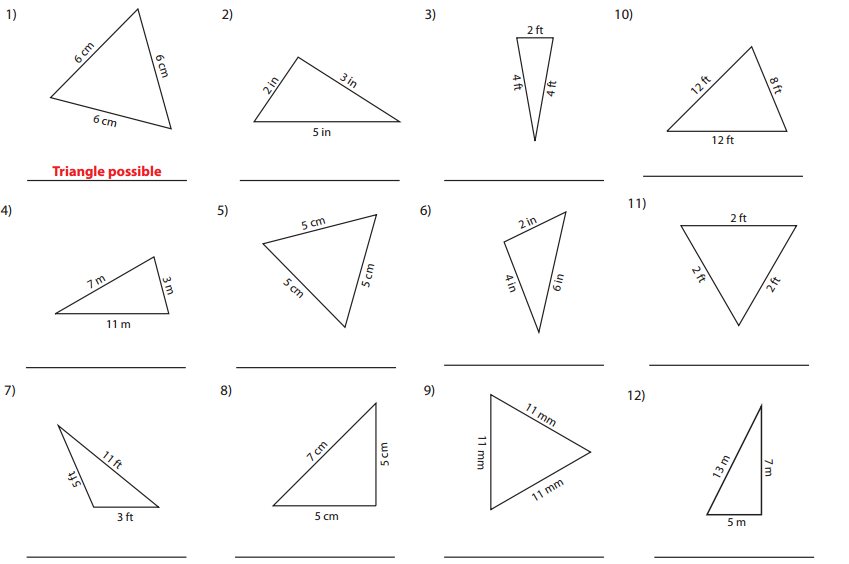 1)
6 cm
6 cm
6 cm
Triangle possible
2)
2 in
3 in
5 in
3)
2 ft
4 ft
4 ft
10)
12 ft
8 ft
12 ft
4)
7 m
3 m
11 m
5)
5 cm
5 cm
5 cm
6)
2 in
4 in
6 in
11)
2 ft
2 ft
2 ft
7)
11 ft
5 ft
3 ft
8)
7 cm
5 cm
5 cm
9)
11 mm
11 mm
11 mm
12)
13 m
7 m
5 m